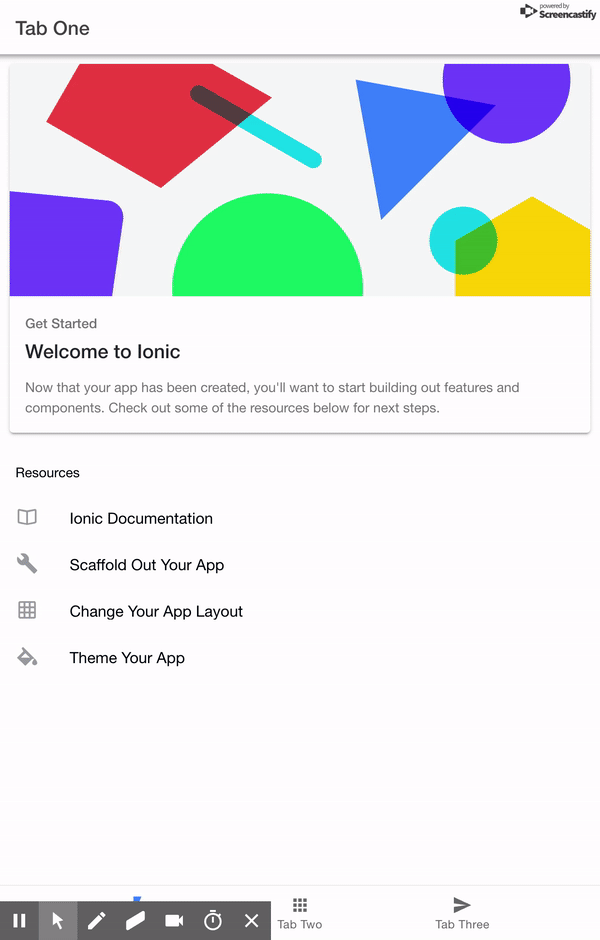 powered by
Screencastify
Tab One
Get Started
Welcome to Ionic
Now that your app has been created, you'll want to start building out features and
components. Check out some of the resources below for next steps.
Resources
Ionic Documentation
Scaffold Out Your App
Change Your App Layout
Theme Your App
Tab Two
Tab Three